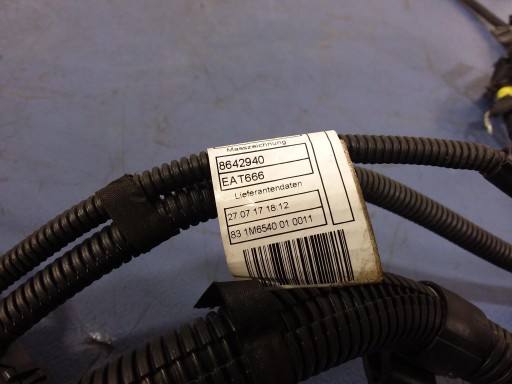 Masszeichnung
8642940
EAT666
Lieferantendaten
27 07 17 18.12
83 1M6540 01 0011